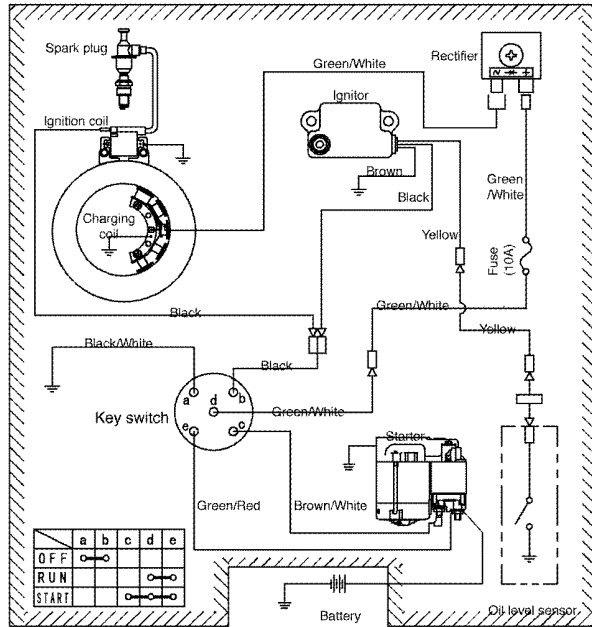 Spark plug
Rectifier
Green/White
Ignitor
Ignition coil
Brown
Black
Green
/White
Charging
coil
Yellow
Fuse
(10A)
Black
Green/White
Yellow
Black/White
Black
a
d
b
Key switch
e
c
Green/White
Startor
Green/Red
Brown/White
a b c d e
OFF
RUN
START
Battery
Oil level sensor